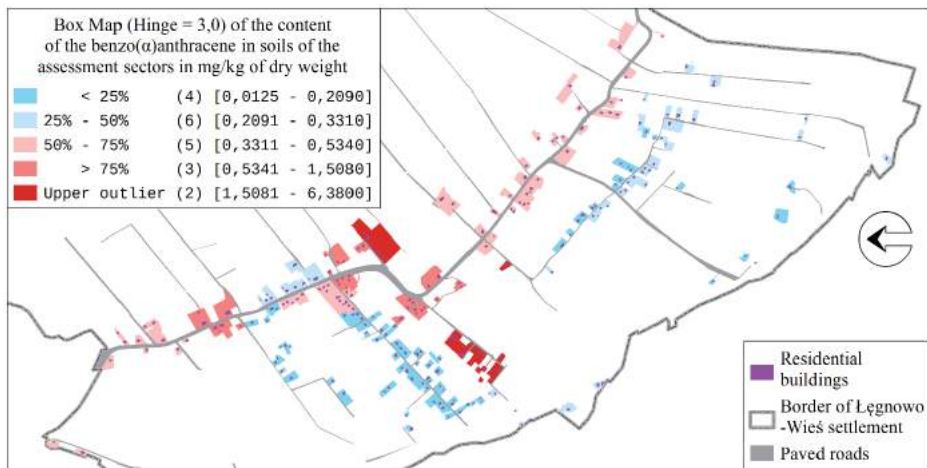 Box Map (Hinge = 3,0) of the content
of the benzo(α)anthracene in soils of the
assessment sectors in mg/kg of dry weight
< 25% (4) [0,0125 - 0,2090]
25% - 50% (6) [0,2091 - 0,3310]
50% - 75% (5) [0,3311 - 0,5340]
> 75% (3) [0,5341 - 1,5080]
Upper outlier (2) [1,5081 - 6,3800]
Residential
buildings
Border of Łęgnowo
-Wieś settlement
Paved roads